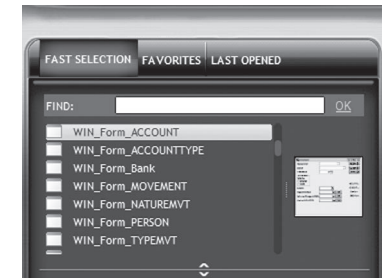 FAST SELECTION FAVORITES LAST OPENED
FIND: OK
WIN_Form_ACCOUNT
WIN_Form_ACCOUNTTYPE
WIN_Form_Bank
WIN_Form_MOVEMENT
WIN_Form_NATUREMVT
WIN_Form_PERSON
WIN_Form_TYPEMVT